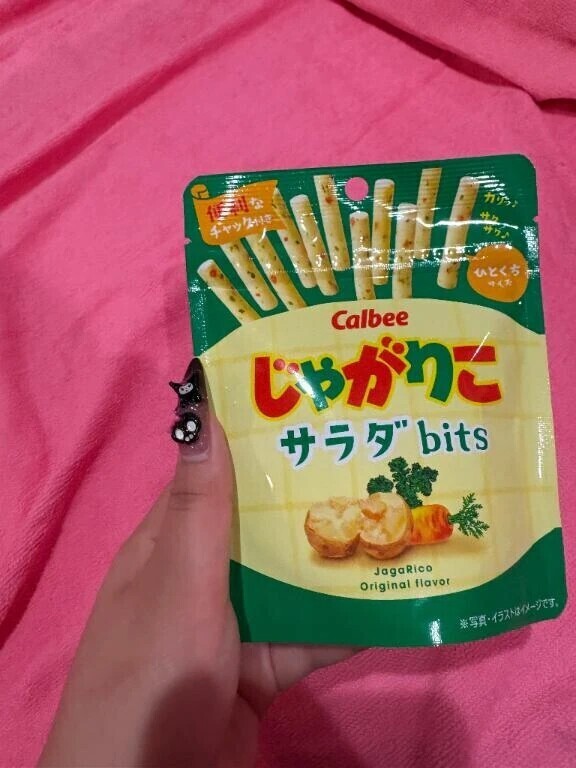 便利な
チャック付き
カリッ♪
サク
サク♪
ひとくち
サイズ
Calbee
じゃがりこ
サラダbits
JagaRico
Original flavor
※写真・イラストはイメージです。